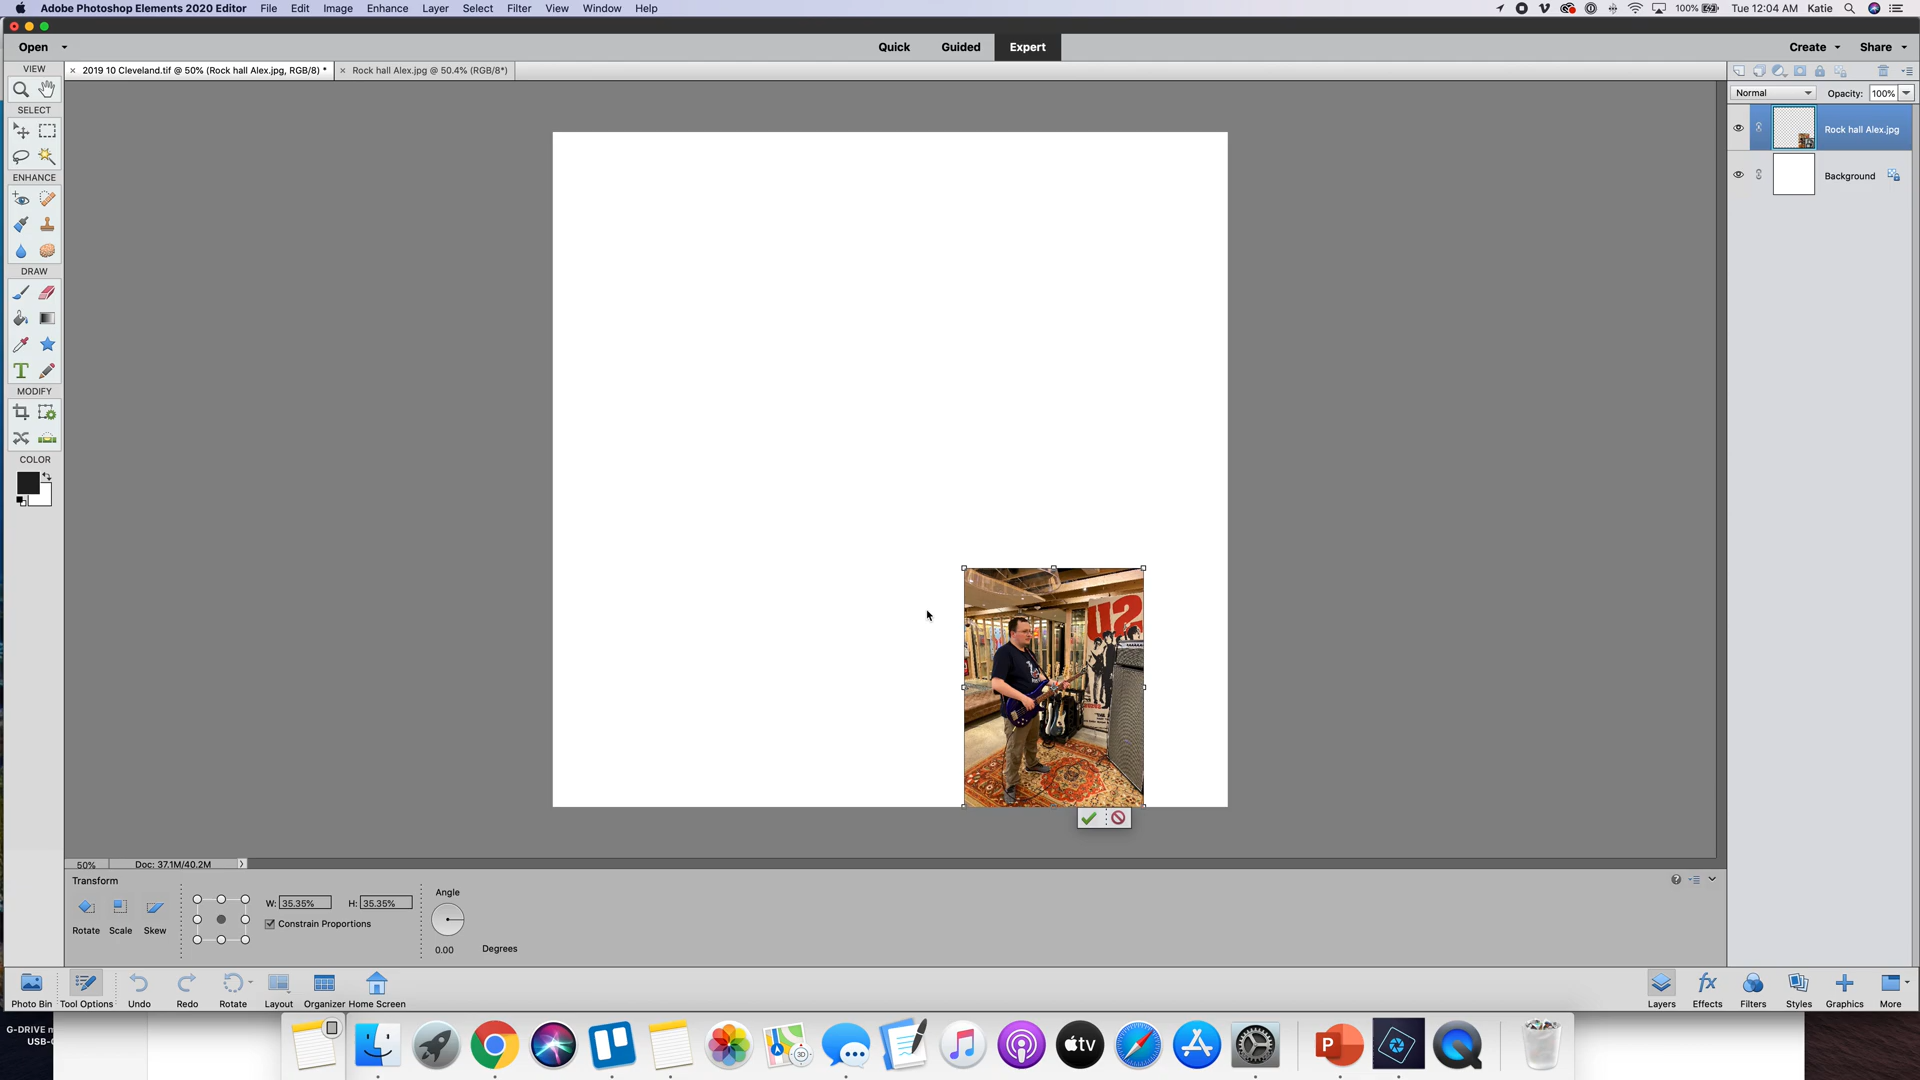 Adobe Photoshop Elements 2020 Editor File Edit Image Enhance Layer Select Filter View Window Help 100% Tue 12:04 AM Katie
Open Quick Guided Expert Create Share
VIEW × 2019 10 Cleveland.tif @ 50% (Rock hall Alex.jpg, RGB/8) * × Rock hall Alex.jpg @ 50.4% (RGB/8*)
Normal Opacity: 100%
SELECT
Rock hall Alex.jpg
Background
ENHANCE
DRAW
T
MODIFY
COLOR
U2
50% Doc: 37.1M/40.2M
Transform
Angle
W: 35.35% H: 35.35%
Constrain Proportions
Rotate Scale Skew
0.00 Degrees
Photo Bin Tool Options Undo Redo Rotate Layout Organizer Home Screen fx Layers Effects Filters Styles Graphics More
3D
tv
P